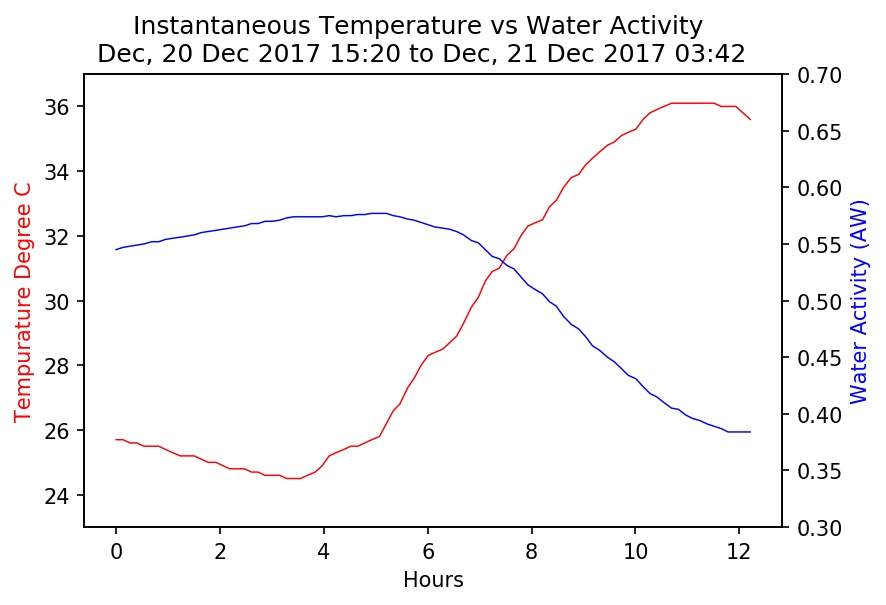 Instantaneous Temperature vs Water Activity
Dec, 20 Dec 2017 15:20 to Dec, 21 Dec 2017 03:42
Tempurature Degree C
36
34
32
30
28
26
24
0.70
0.65
0.60
0.55
0.50
0.45
0.40
0.35
0.30
Water Activity (AW)
0 2 4 6 8 10 12
Hours